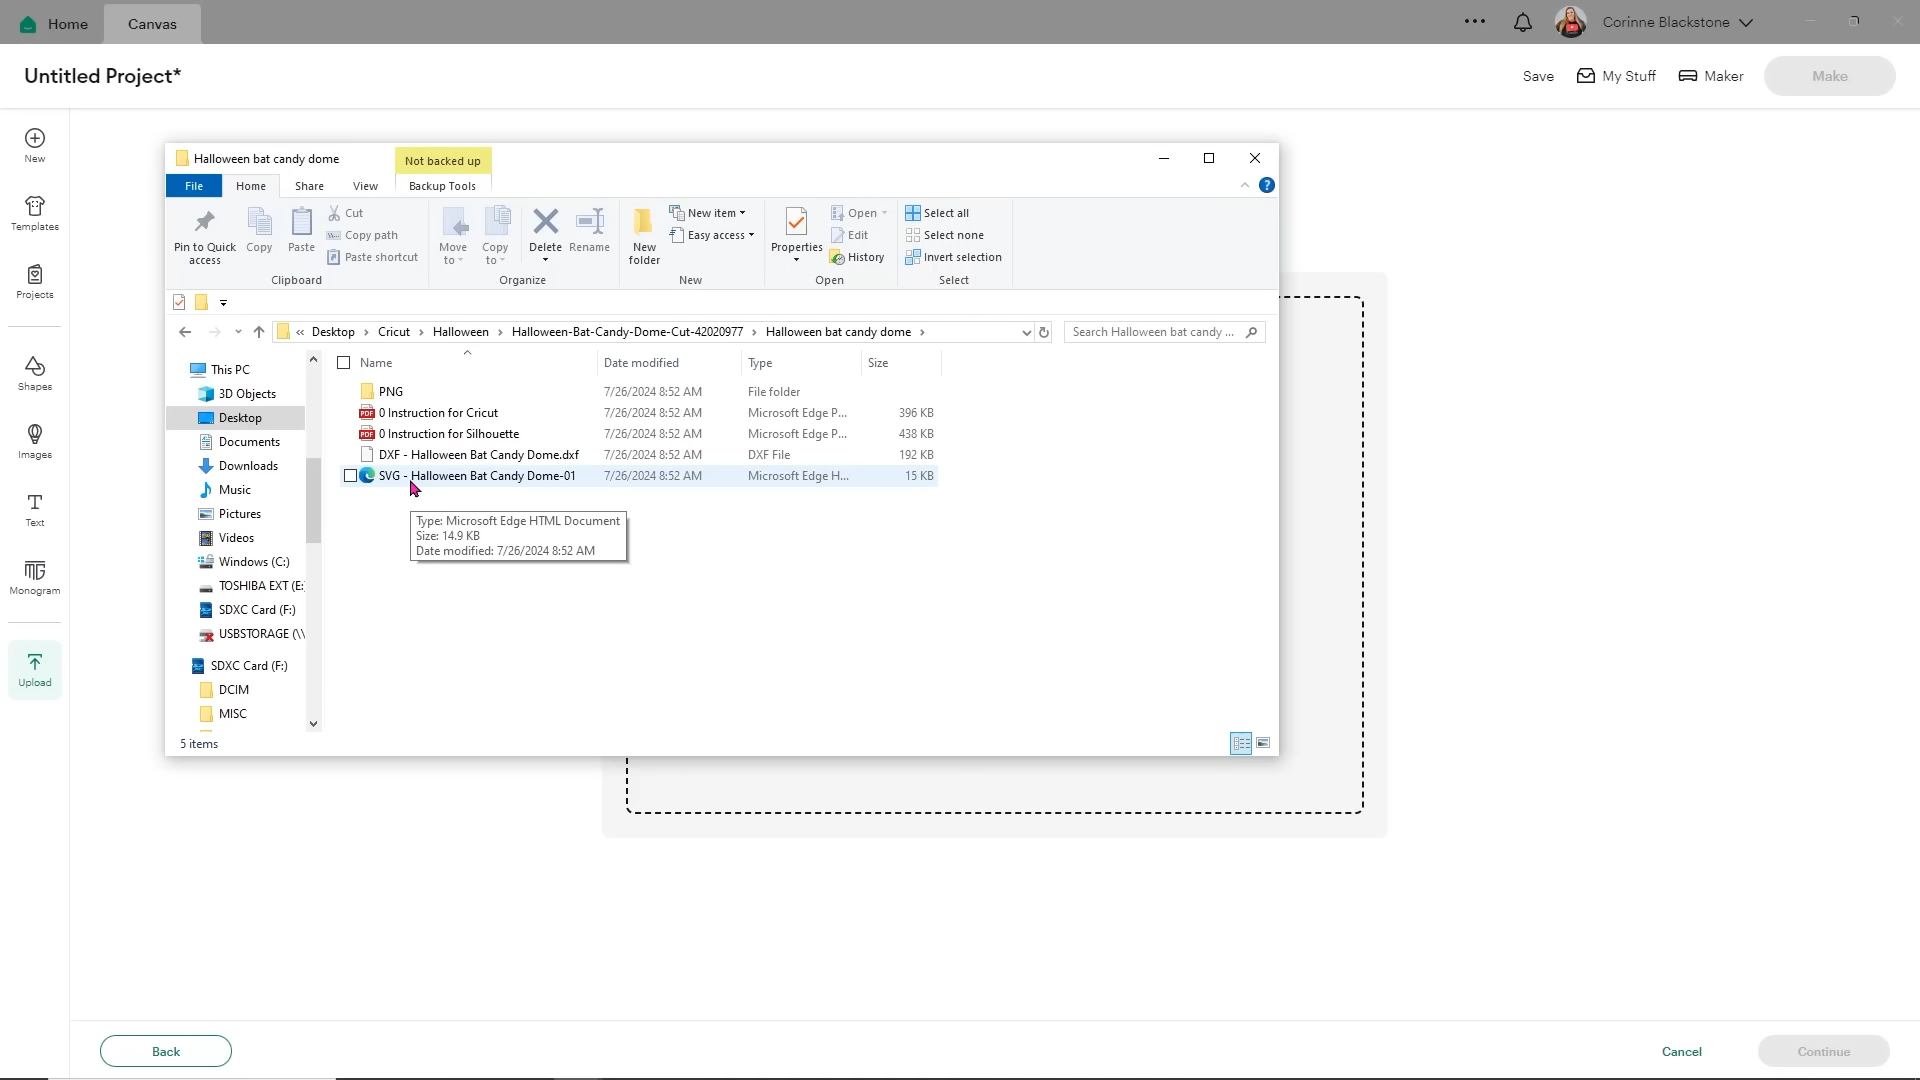 Home
Canvas
Corinne Blackstone
Untitled Project*
Save
My Stuff
Maker
Make
New
Templates
Projects
Shapes
Images
Text
Monogram
Upload
Halloween bat candy dome
Not backed up
File
Home
Share
View
Backup Tools
Pin to Quick access
Copy
Paste
Cut
Copy path
Paste shortcut
Clipboard
Move to
Copy to
Delete
Rename
Organize
New folder
New item
Easy access
New
Properties
Open
Edit
History
Open
Select all
Select none
Invert selection
Select
« Desktop > Cricut > Halloween > Halloween-Bat-Candy-Dome-Cut-42020977 > Halloween bat candy dome >
Search Halloween bat candy ...
This PC
3D Objects
Desktop
Documents
Downloads
Music
Pictures
Videos
Windows (C:)
TOSHIBA EXT (E:
SDXC Card (F:)
USBSTORAGE (\\
SDXC Card (F:)
DCIM
MISC
Name Date modified Type Size
PNG 7/26/2024 8:52 AM File folder
0 Instruction for Cricut 7/26/2024 8:52 AM Microsoft Edge P... 396 KB
0 Instruction for Silhouette 7/26/2024 8:52 AM Microsoft Edge P... 438 KB
DXF - Halloween Bat Candy Dome.dxf 7/26/2024 8:52 AM DXF File 192 KB
SVG - Halloween Bat Candy Dome-01 7/26/2024 8:52 AM Microsoft Edge H... 15 KB
Type: Microsoft Edge HTML Document
Size: 14.9 KB
Date modified: 7/26/2024 8:52 AM
5 items
Back
Cancel
Continue